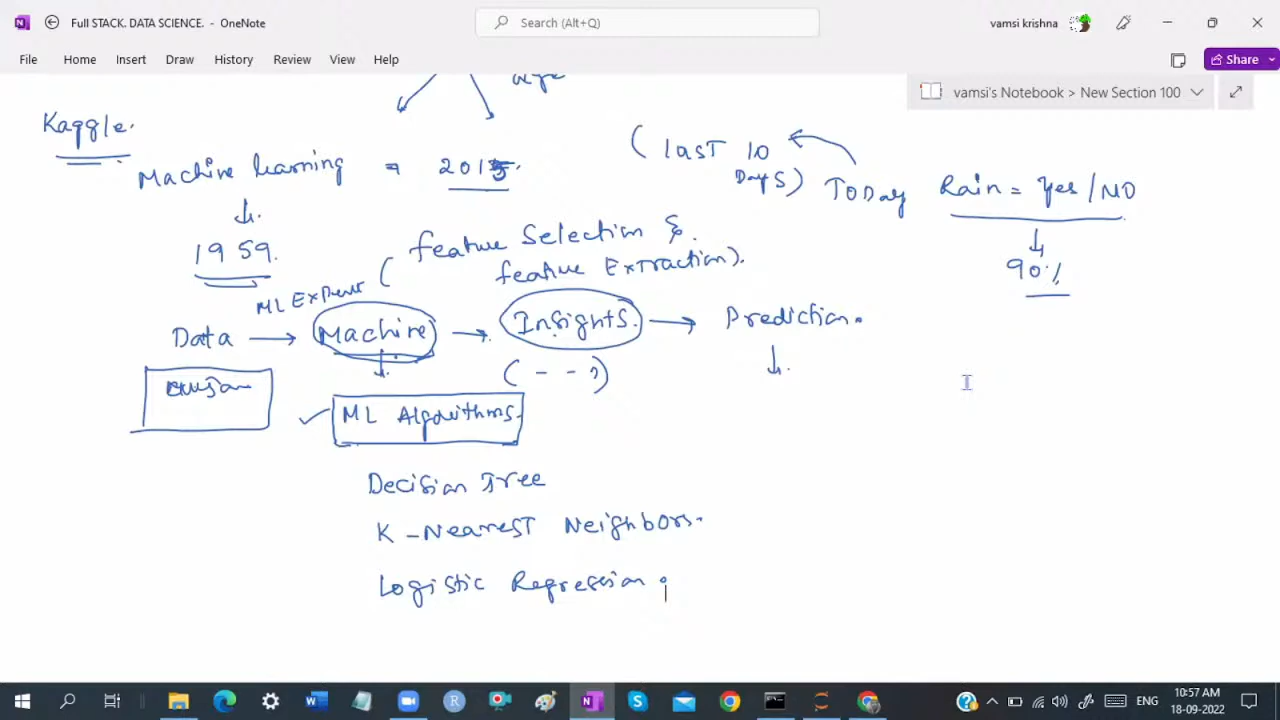 Full STACK. DATA SCIENCE. - OneNote
Search (Alt+Q)
vamsi krishna
File Home Insert Draw History Review View Help
Share
vamsi's Notebook > New Section 100
Kaggle.
Machine learning = 2015.
(last 10 Days) TODay Rain = Yes/NO
1959.
90%
(feature Selection &
feature Extraction).
ML Expert
Data → Machine → Insights. → Prediction.
(- - ,)
ML Algorithms.
Decision Tree
K-Nearest Neighbors.
Logistic Regression
ENG
10:57 AM
18-09-2022